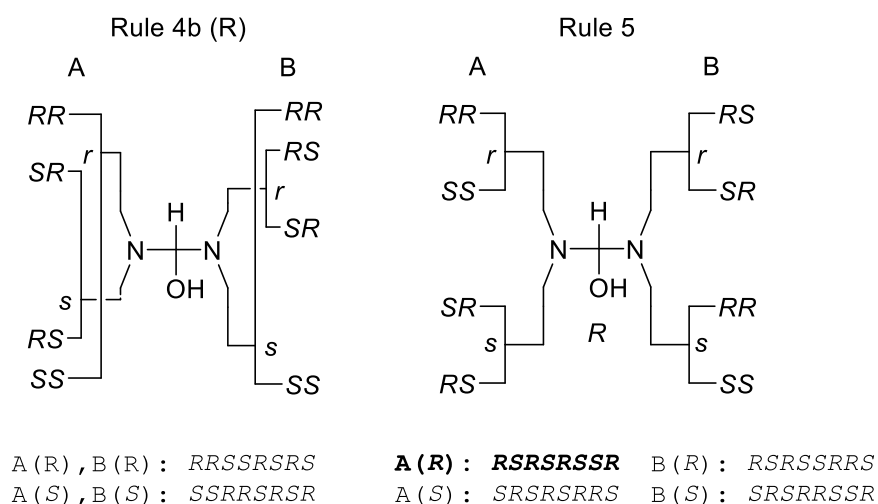 Rule 4b (R) Rule 5
A B A B
RR RR RR RS
r RS r r
SR r SS SR
H SR H
N N N N
OH OH
s SR R RR
RS s s s
SS SS RS SS
A(R),B(R): RRSSRSRS A(R): RSRSRSSR B(R): RSRSSRRS
A(S),B(S): SSRRSRSR A(S): SRSRSRRS B(S): SRSRRSSR